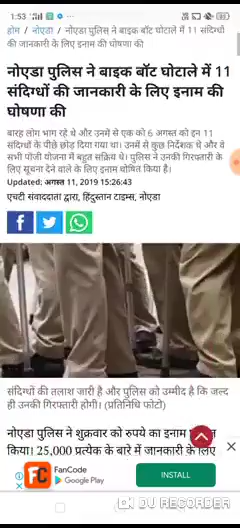 1:53
होम / नोएडा / नोएडा पुलिस ने बाइक बॉट घोटाले में 11 संदिग्धों
की जानकारी के लिए इनाम की घोषणा की
नोएडा पुलिस ने बाइक बॉट घोटाले में 11
संदिग्धों की जानकारी के लिए इनाम की
घोषणा की
बारह लोग भाग रहे थे और उनमें से एक को 6 अगस्त को इन 11
संदिग्धों के पीछे छोड़ दिया गया था। उनमें से कुछ निर्देशक थे और वे
सभी पोंजी योजना में बहुत सक्रिय थे। पुलिस ने उनकी गिरफ्तारी के
लिए सूचना देने वाले के लिए इनाम घोषित किया है।
Updated: अगस्त 11, 2019 15:26:43
एचटी संवाददाता द्वारा, हिंदुस्तान टाइम्स, नोएडा
संदिग्धों की तलाश जारी है और पुलिस को उम्मीद है कि जल्द
ही उनकी गिरफ्तारी होगी। (प्रतिनिधि फोटो)
नोएडा पुलिस ने शुक्रवार को रुपये का इनाम
किया। 25,000 प्रत्येक के बारे में जानकारी के लिए
FC
FanCode
Google Play
INSTALL
DU RECORDER